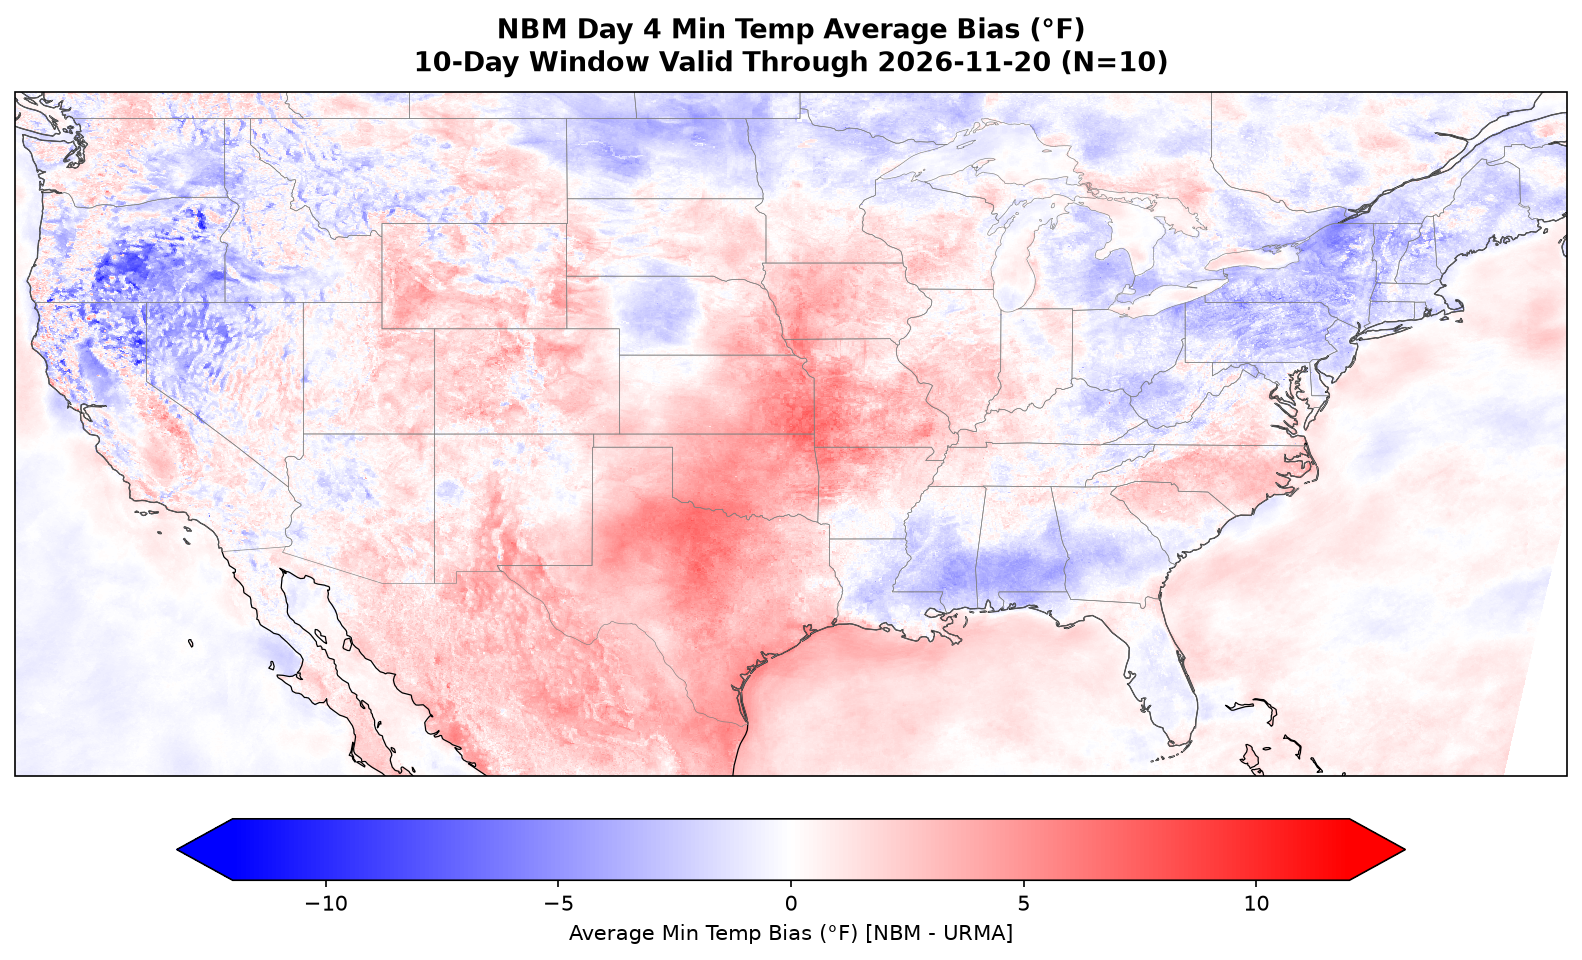 NBM Day 4 Min Temp Average Bias (°F)
10-Day Window Valid Through 2026-11-20 (N=10)
−10 −5 0 5 10
Average Min Temp Bias (°F) [NBM - URMA]